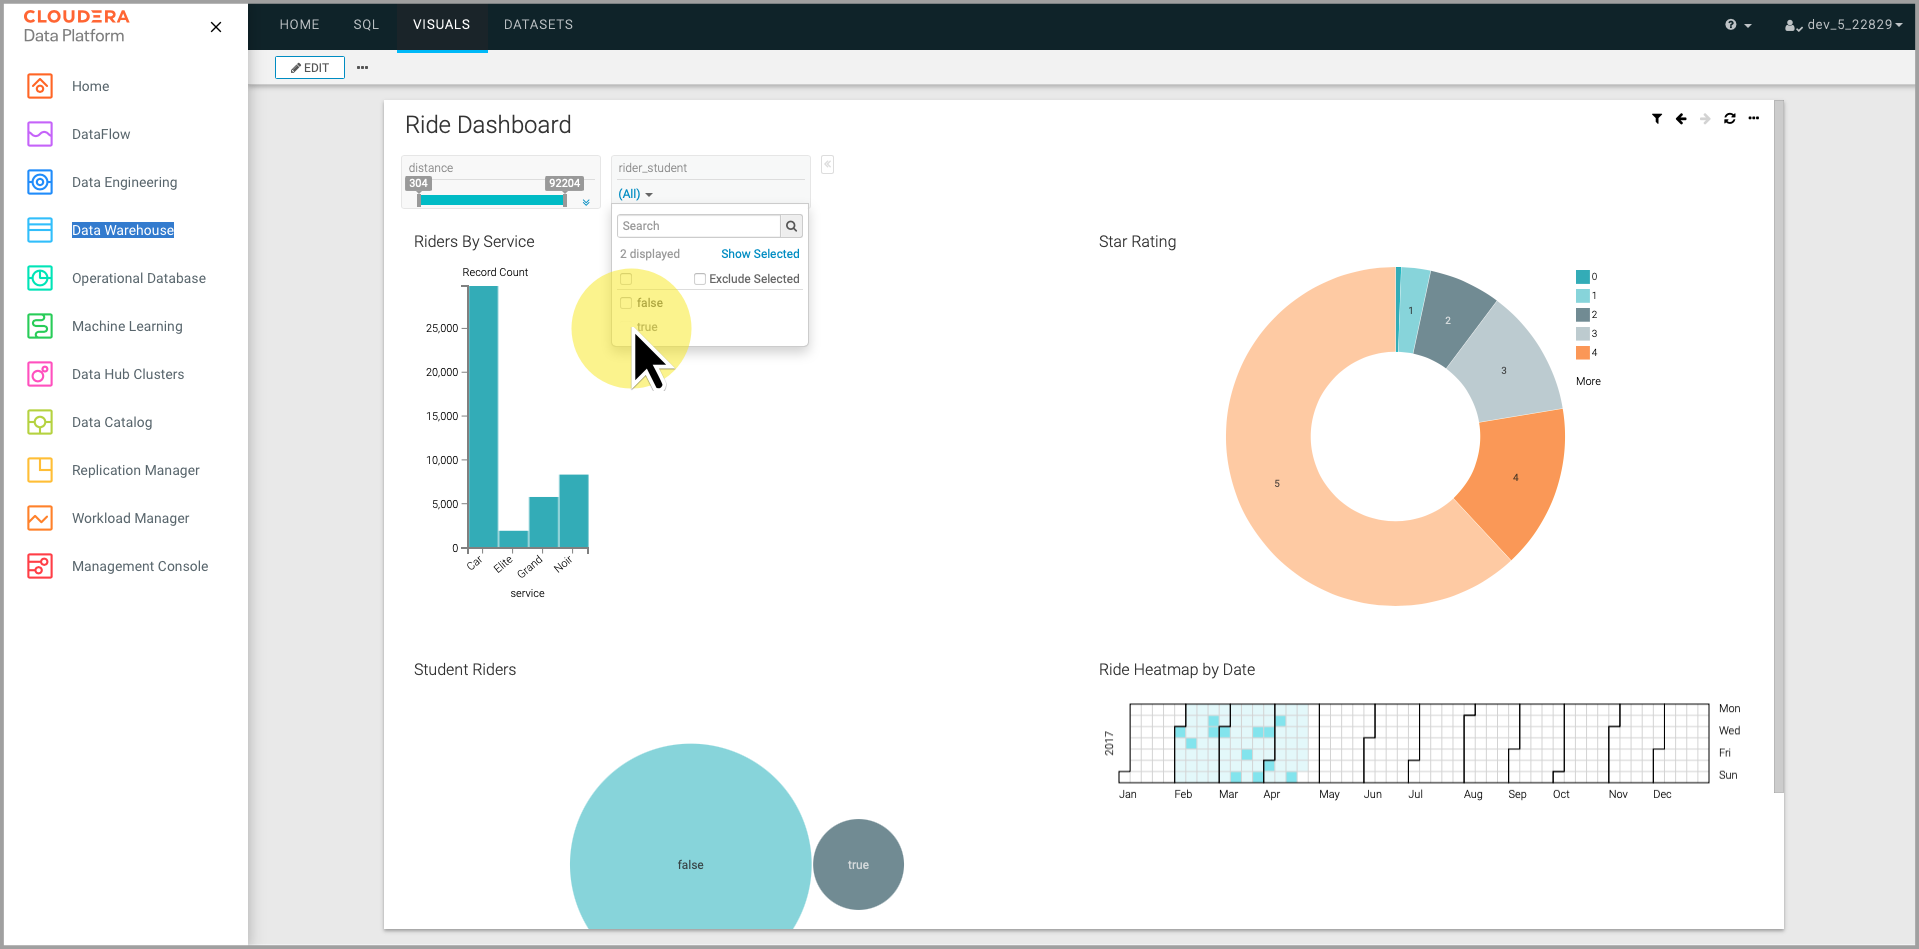 CLOUDERA
Data Platform
Home
DataFlow
Data Engineering
Data Warehouse
Operational Database
Machine Learning
Data Hub Clusters
Data Catalog
Replication Manager
Workload Manager
Management Console
HOME SQL VISUALS DATASETS
dev_5_22829
EDIT
Ride Dashboard
distance
304 92204
rider_student
(All)
Search
2 displayed Show Selected
Exclude Selected
false
true
Riders By Service
Record Count
25,000
20,000
15,000
10,000
5,000
0
Car Elite Grand Noir
service
Star Rating
1
2
3
4
5
0
1
2
3
4
More
Student Riders
false
true
Ride Heatmap by Date
2017
Mon
Wed
Fri
Sun
Jan Feb Mar Apr May Jun Jul Aug Sep Oct Nov Dec